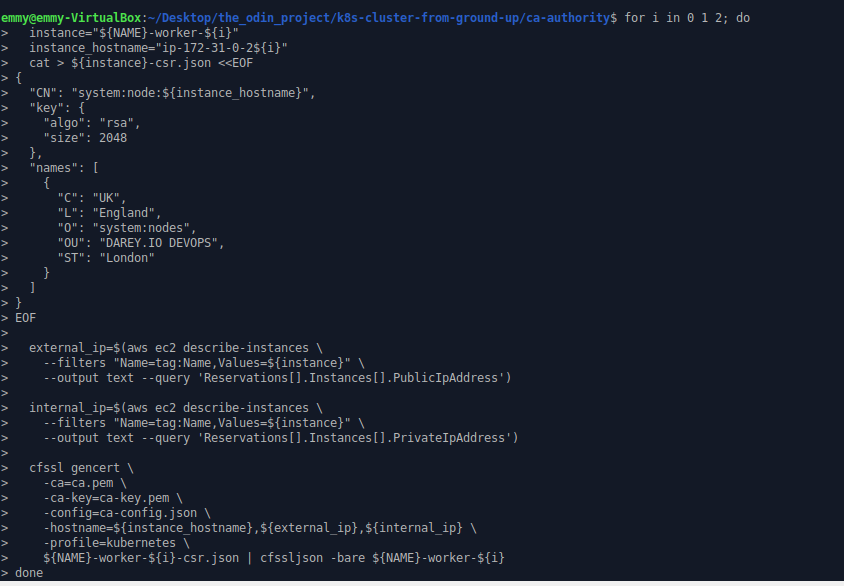 emmy@emmy-VirtualBox:~/Desktop/the_odin_project/k8s-cluster-from-ground-up/ca-authority$ for i in 0 1 2; do
>   instance="${NAME}-worker-${i}"
>   instance_hostname="ip-172-31-0-2${i}"
>   cat > ${instance}-csr.json <<EOF
> {
>   "CN": "system:node:${instance_hostname}",
>   "key": {
>     "algo": "rsa",
>     "size": 2048
>   },
>   "names": [
>     {
>       "C": "UK",
>       "L": "England",
>       "O": "system:nodes",
>       "OU": "DAREY.IO DEVOPS",
>       "ST": "London"
>     }
>   ]
> }
> EOF
>
>   external_ip=$(aws ec2 describe-instances \
>     --filters "Name=tag:Name,Values=${instance}" \
>     --output text --query 'Reservations[].Instances[].PublicIpAddress')
>
>   internal_ip=$(aws ec2 describe-instances \
>     --filters "Name=tag:Name,Values=${instance}" \
>     --output text --query 'Reservations[].Instances[].PrivateIpAddress')
>
>   cfssl gencert \
>     -ca=ca.pem \
>     -ca-key=ca-key.pem \
>     -config=ca-config.json \
>     -hostname=${instance_hostname},${external_ip},${internal_ip} \
>     -profile=kubernetes \
>     ${NAME}-worker-${i}-csr.json | cfssljson -bare ${NAME}-worker-${i}
> done